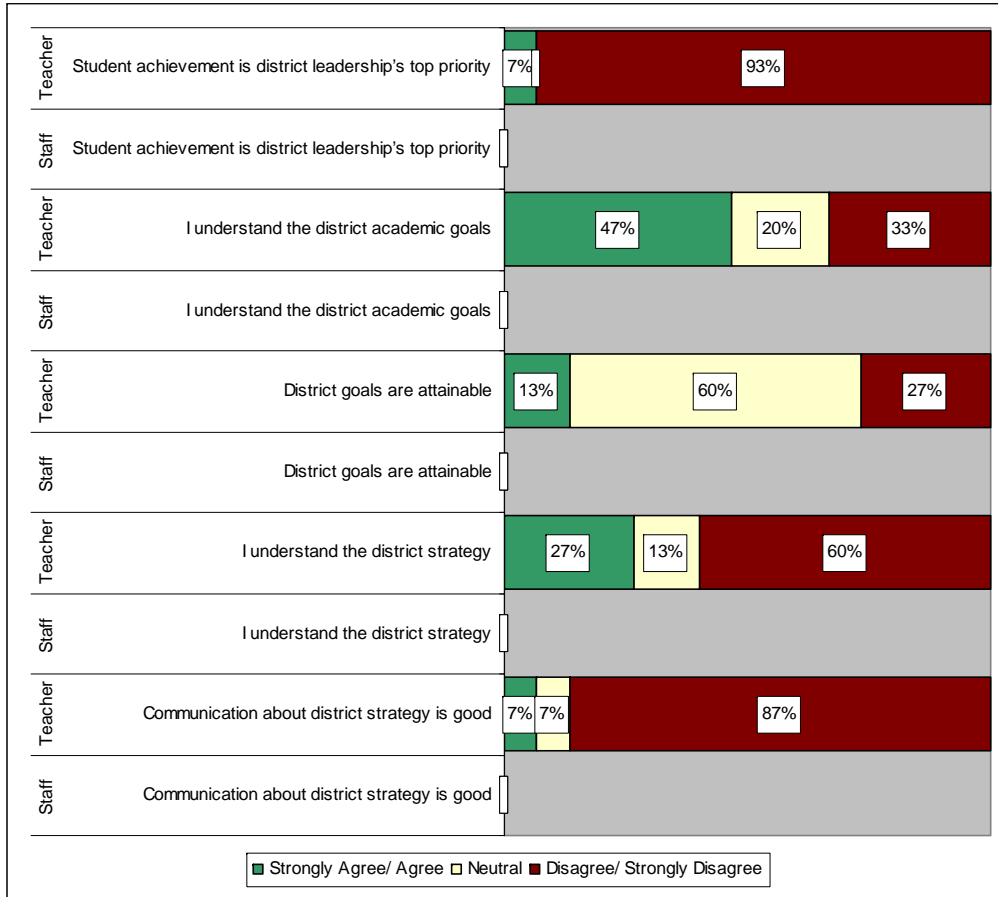 Teacher
Student achievement is district leadership's top priority
7%
93%
Staff
Student achievement is district leadership's top priority
Teacher
I understand the district academic goals
47%
20%
33%
Staff
I understand the district academic goals
Teacher
District goals are attainable
13%
60%
27%
Staff
District goals are attainable
Teacher
I understand the district strategy
27%
13%
60%
Staff
I understand the district strategy
Teacher
Communication about district strategy is good
7%
7%
87%
Staff
Communication about district strategy is good
Strongly Agree/ Agree
Neutral
Disagree/ Strongly Disagree